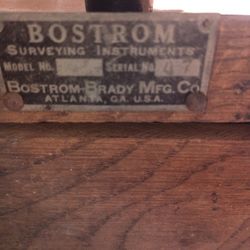 BOSTROM
SURVEYING INSTRUMENTS
MODEL NO. SERIAL NO.
BOSTROM-BRADY MFG. CO.
ATLANTA, GA. U.S.A.